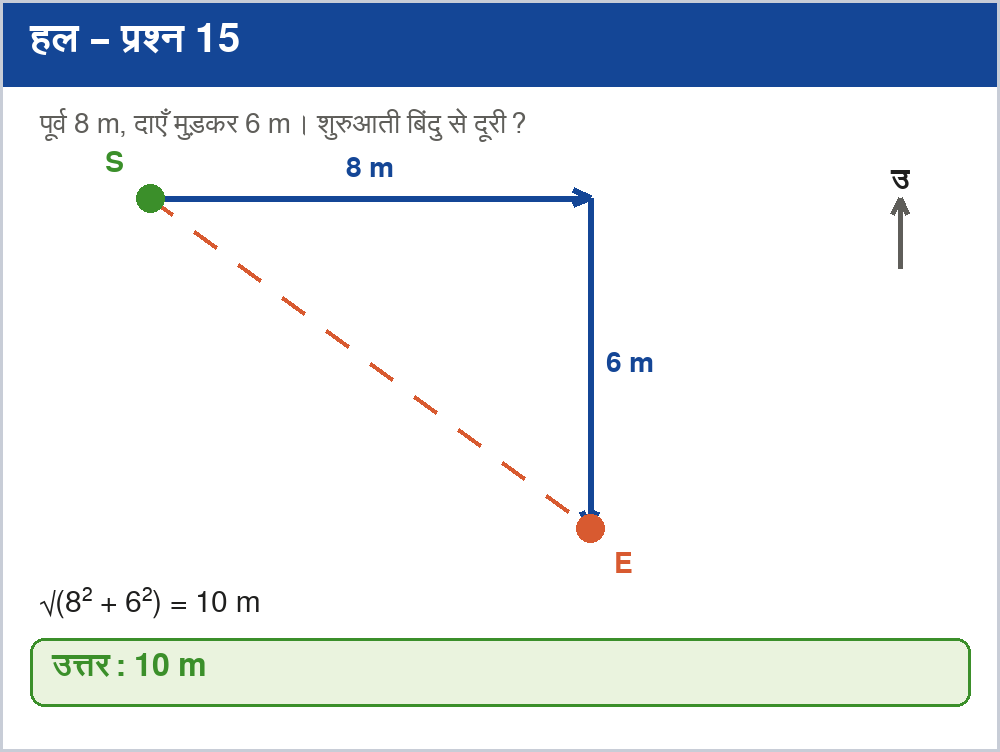 हल – प्रश्न 15
पूर्व 8 m, दाएँ मुड़कर 6 m। शुरुआती बिंदु से दूरी?
S
8 m
उ
6 m
E
√(8² + 6²) = 10 m
उत्तर: 10 m